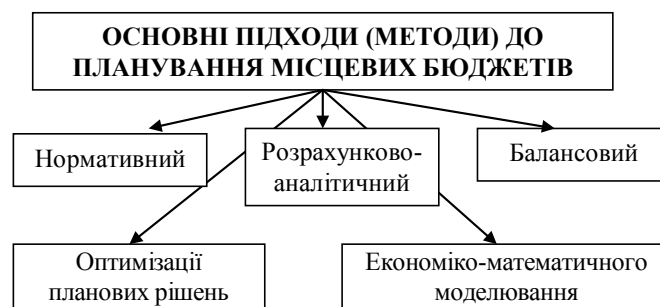 ОСНОВНІ ПІДХОДИ (МЕТОДИ) ДО
ПЛАНУВАННЯ МІСЦЕВИХ БЮДЖЕТІВ
Нормативний
Розрахунково-
аналітичний
Балансовий
Оптимізації
планових рішень
Економіко-математичного
моделювання